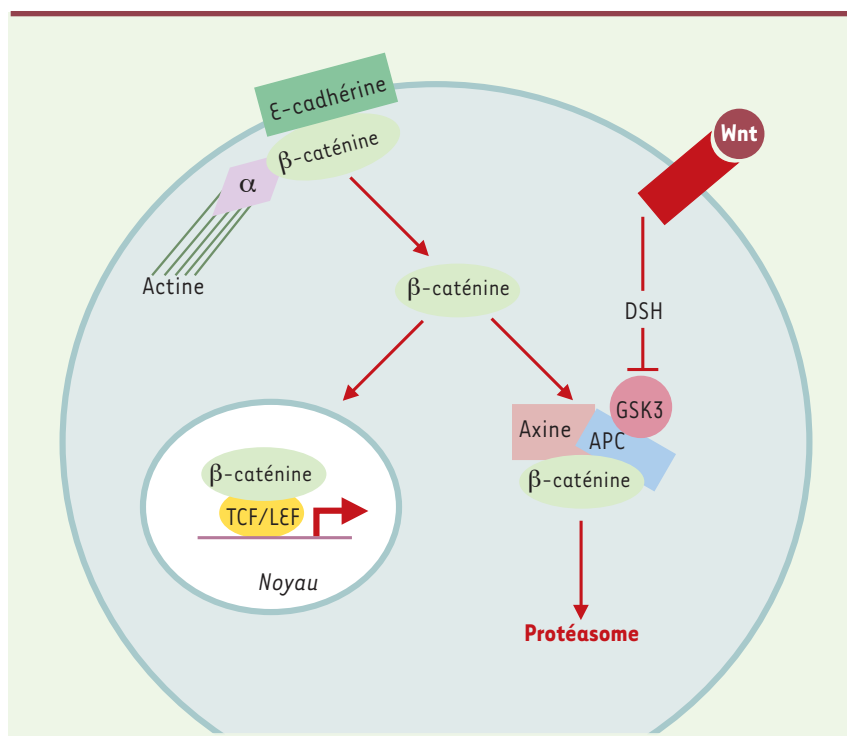 E-cadhérine
β-caténine
α
Actine
Wnt
β-caténine
DSH
GSK3
Axine
APC
β-caténine
β-caténine
TCF/LEF
Noyau
Protéasome